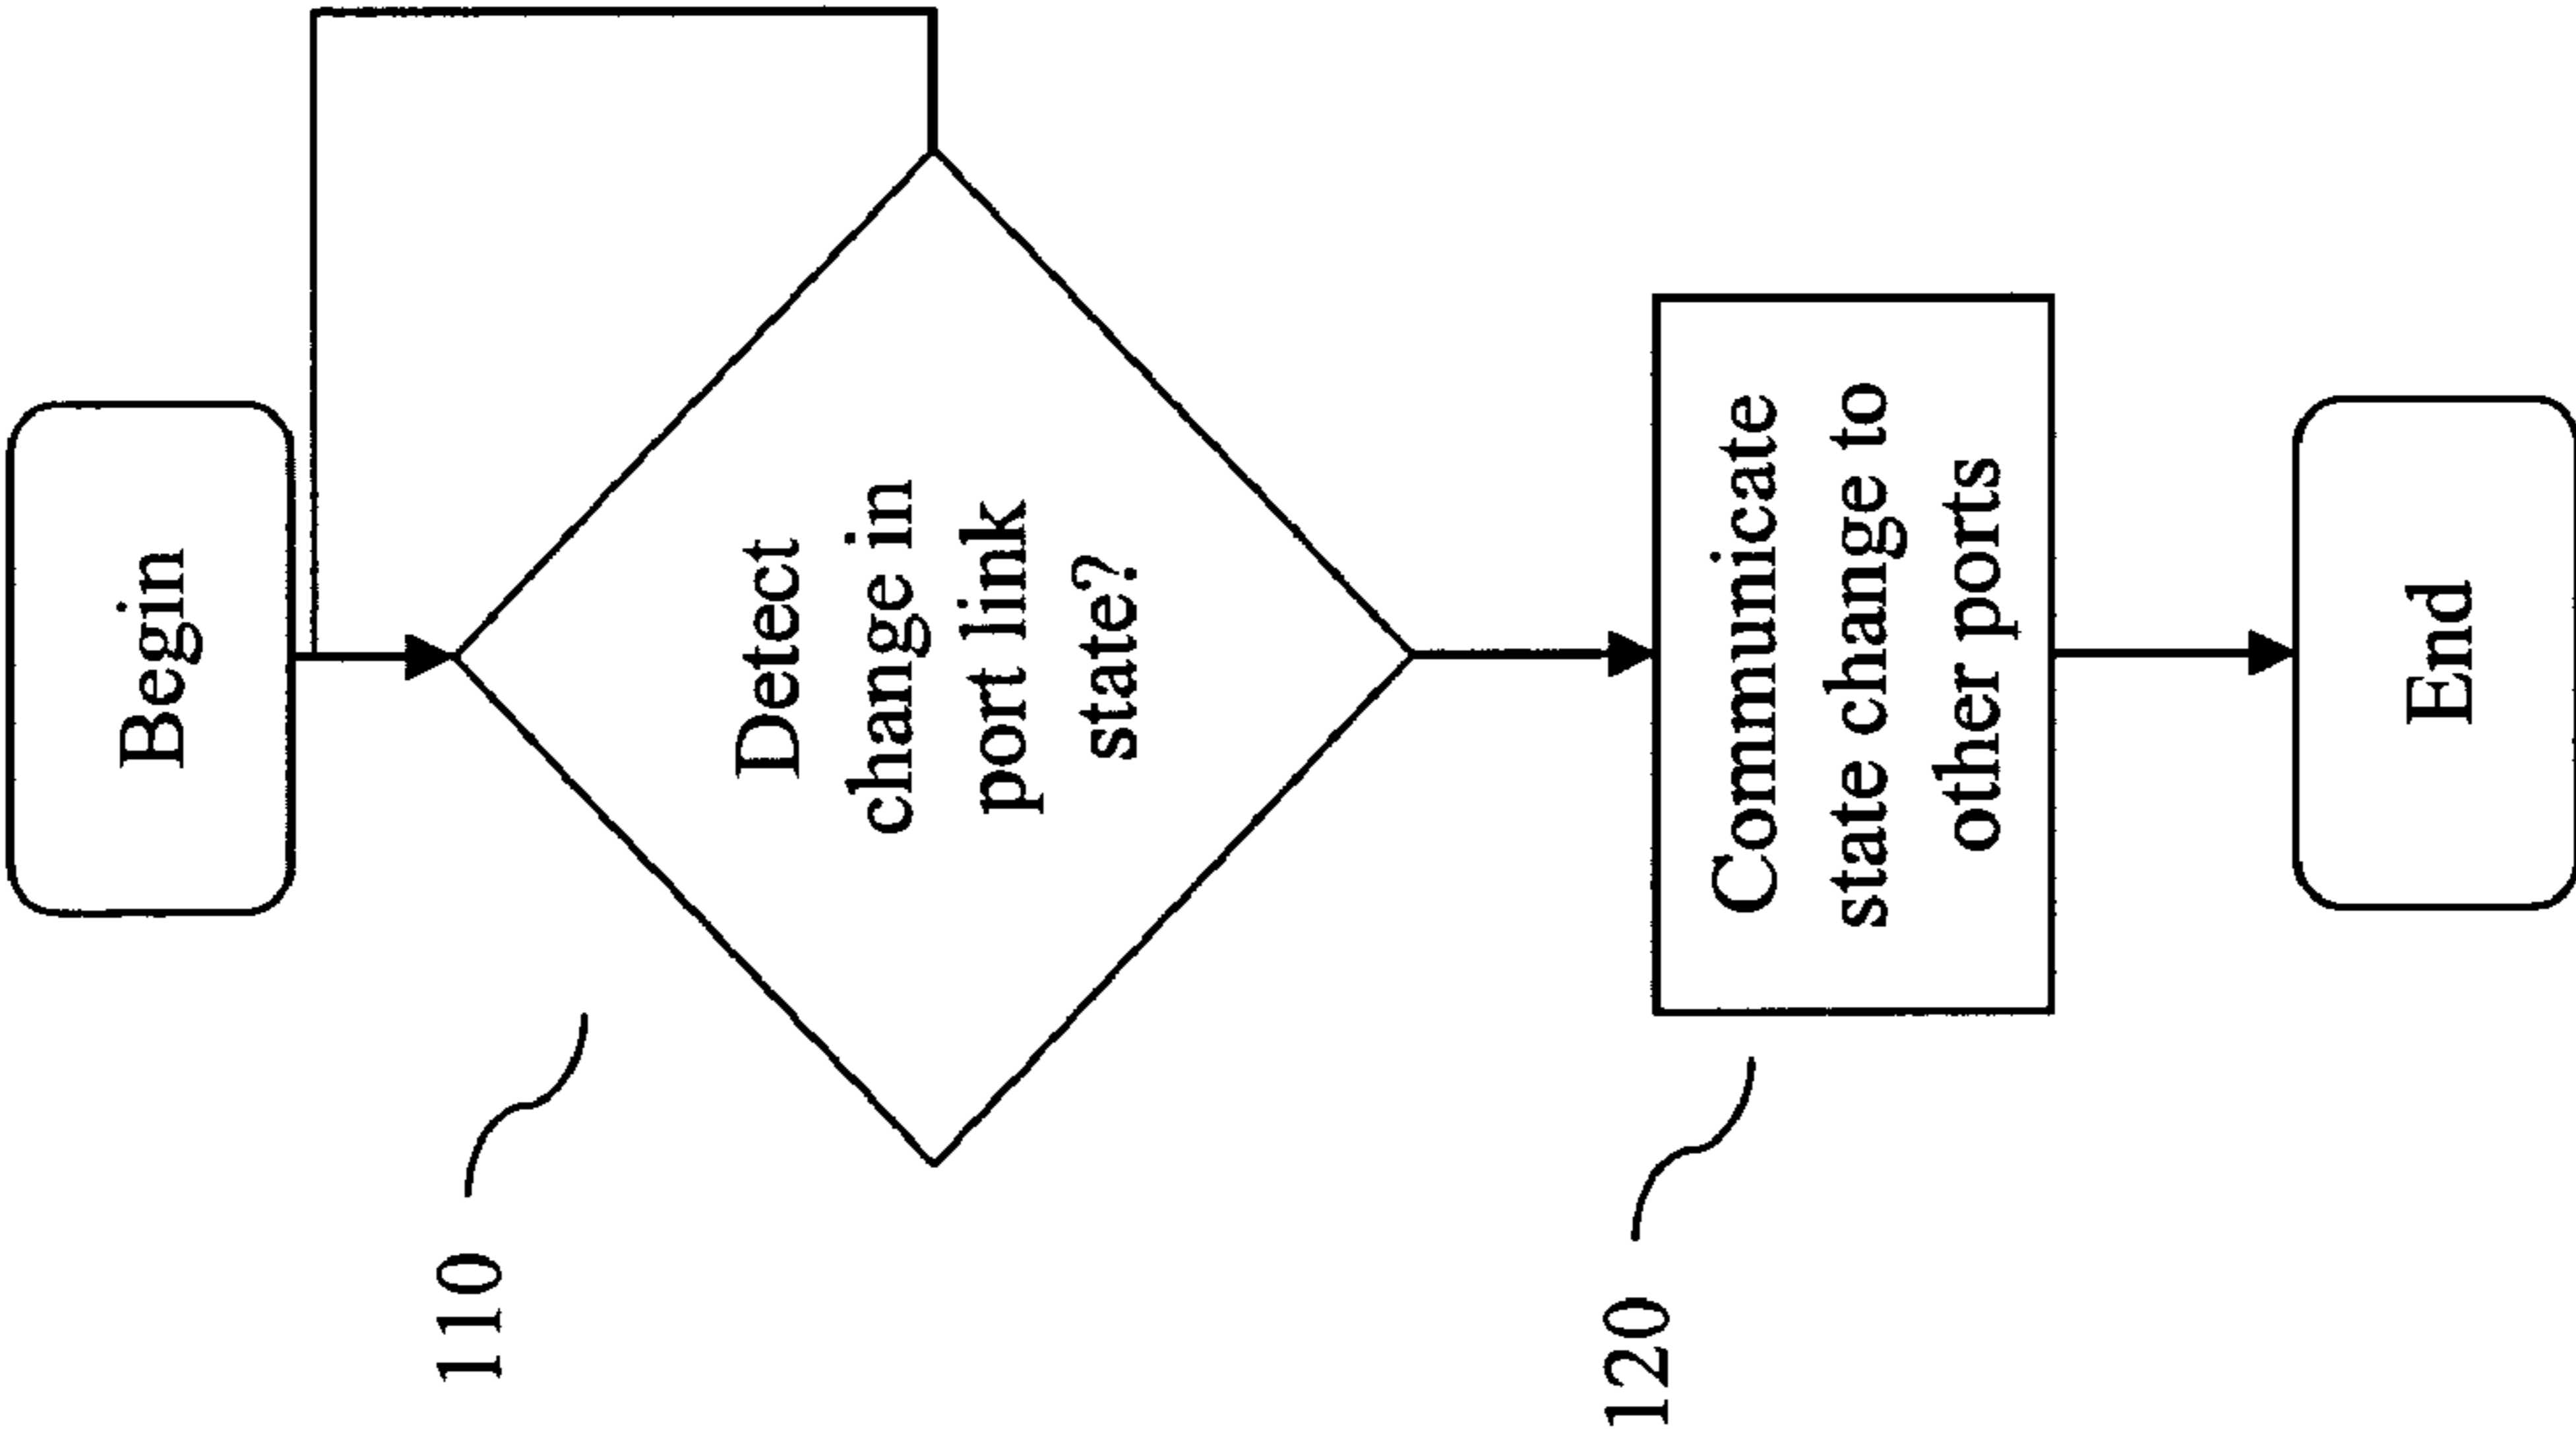 Begin
110
Detect
change in
port link
state?
120
Communicate
state change to
other ports
End